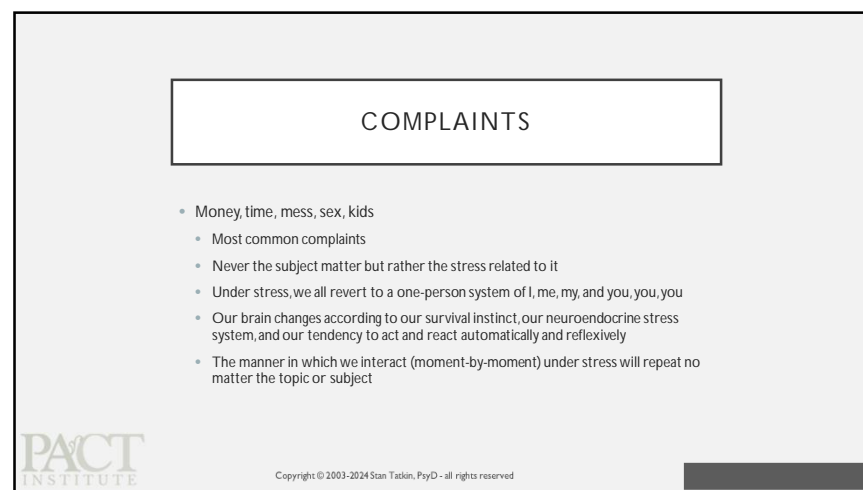 COMPLAINTS
• Money, time, mess, sex, kids
• Most common complaints
• Never the subject matter but rather the stress related to it
• Under stress, we all revert to a one-person system of I, me, my, and you, you, you
• Our brain changes according to our survival instinct, our neuroendocrine stress
system, and our tendency to act and react automatically and reflexively
• The manner in which we interact (moment-by-moment) under stress will repeat no
matter the topic or subject
PACT
INSTITUTE
Copyright © 2003-2024 Stan Tatkin, PsyD - all rights reserved